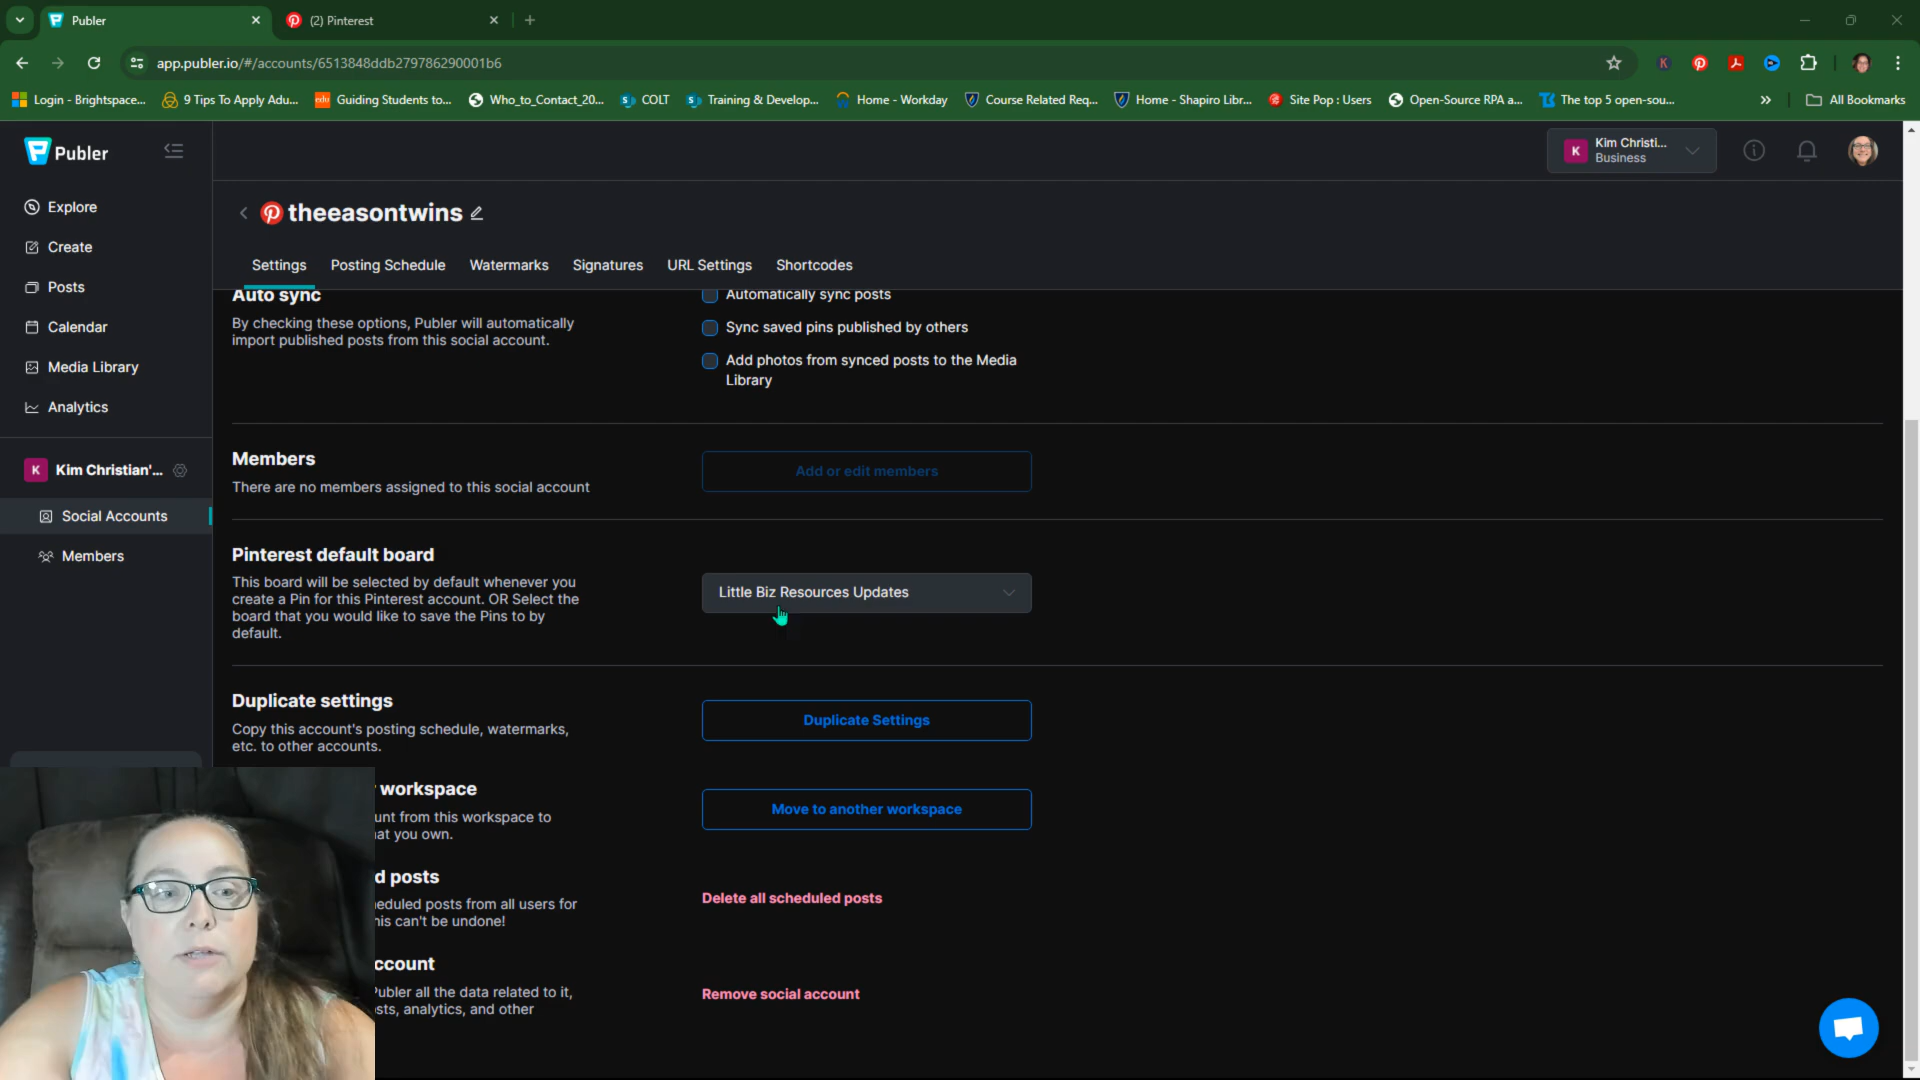 Publer
(2) Pinterest
app.publer.io/#/accounts/6513848ddb279786290001b6
K
Login - Brightspace...
9 Tips To Apply Adu...
edu
Guiding Students to...
Who_to_Contact_20...
COLT
Training & Develop...
Home - Workday
Course Related Req...
Home - Shapiro Libr...
Site Pop : Users
Open-Source RPA a...
The top 5 open-sou...
All Bookmarks
Publer
K
Kim Christi...
Business
Explore
Create
Posts
Calendar
Media Library
Analytics
K
Kim Christian'...
Social Accounts
Members
theeasontwins
Settings
Posting Schedule
Watermarks
Signatures
URL Settings
Shortcodes
Auto sync
By checking these options, Publer will automatically
import published posts from this social account.
Automatically sync posts
Sync saved pins published by others
Add photos from synced posts to the Media
Library
Members
There are no members assigned to this social account
Add or edit members
Pinterest default board
This board will be selected by default whenever you
create a Pin for this Pinterest account. OR Select the
board that you would like to save the Pins to by
default.
Little Biz Resources Updates
Duplicate settings
Copy this account's posting schedule, watermarks,
etc. to other accounts.
Duplicate Settings
workspace
unt from this workspace to
at you own.
Move to another workspace
d posts
eduled posts from all users for
his can't be undone!
Delete all scheduled posts
ccount
Publer all the data related to it,
sts, analytics, and other
Remove social account